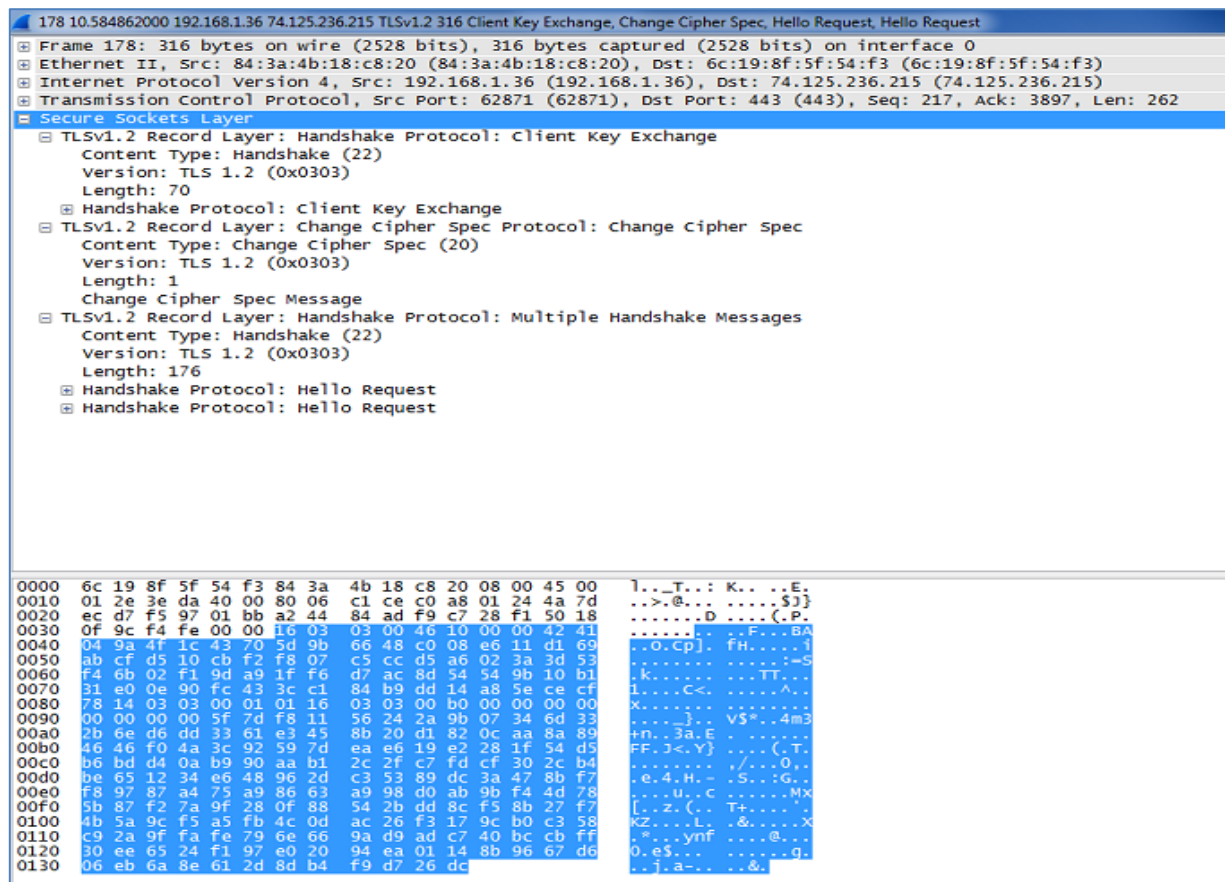 178 10.584862000 192.168.1.36 74.125.236.215 TLSv1.2 316 Client Key Exchange, Change Cipher Spec, Hello Request, Hello Request
Frame 178: 316 bytes on wire (2528 bits), 316 bytes captured (2528 bits) on interface 0
Ethernet II, Src: 84:3a:4b:18:c8:20 (84:3a:4b:18:c8:20), Dst: 6c:19:8f:5f:54:f3 (6c:19:8f:5f:54:f3)
Internet Protocol Version 4, Src: 192.168.1.36 (192.168.1.36), Dst: 74.125.236.215 (74.125.236.215)
Transmission Control Protocol, Src Port: 62871 (62871), Dst Port: 443 (443), Seq: 217, Ack: 3897, Len: 262
Secure Sockets Layer
TLSv1.2 Record Layer: Handshake Protocol: Client Key Exchange
Content Type: Handshake (22)
Version: TLS 1.2 (0x0303)
Length: 70
Handshake Protocol: Client Key Exchange
TLSv1.2 Record Layer: Change Cipher Spec Protocol: Change Cipher Spec
Content Type: Change Cipher Spec (20)
Version: TLS 1.2 (0x0303)
Length: 1
Change Cipher Spec Message
TLSv1.2 Record Layer: Handshake Protocol: Multiple Handshake Messages
Content Type: Handshake (22)
Version: TLS 1.2 (0x0303)
Length: 176
Handshake Protocol: Hello Request
Handshake Protocol: Hello Request
0000 6c 19 8f 5f 54 f3 84 3a 4b 18 c8 20 08 00 45 00 l.._T..: K.. ..E.
0010 01 2e 3e da 40 00 80 06 c1 ce c0 a8 01 24 4a 7d ..>.@... .....$J}
0020 ec d7 f5 97 01 bb a2 44 84 ad f9 c7 28 f1 50 18 .......D ....(.P.
0030 0f 9c f4 fe 00 00 16 03 03 00 46 10 00 00 42 41 ........ ..F...BA
0040 04 9a 4f 1c 43 70 5d 9b 66 48 c0 08 e6 11 d1 69 ..O.Cp]. fH.....i
0050 ab cf d5 10 cb f2 f8 07 c5 cc d5 a6 02 3a 3d 53 ........ .....:=S
0060 f4 6b 02 f1 9d a9 1f f6 d7 ac 8d 54 54 9b 10 b1 .k...... ...TT...
0070 31 e0 0e 90 fc 43 3c c1 84 b9 dd 14 a8 5e ce cf 1....C<. .....^..
0080 78 14 03 03 00 01 01 16 03 03 00 b0 00 00 00 00 x....... ........
0090 00 00 00 00 5f 7d f8 11 56 24 2a 9b 07 34 6d 33 ...._}.. V$*..4m3
00a0 2b 6e d6 dd 33 61 e3 45 8b 20 d1 82 0c aa 8a 89 +n..3a.E . ......
00b0 46 46 f0 4a 3c 92 59 7d ea e6 19 e2 28 1f 54 d5 FF.J<.Y} ....(.T.
00c0 b6 bd d4 0a b9 90 aa b1 2c 2f c7 fd cf 30 2c b4 ........ ,/...0,.
00d0 be 65 12 34 e6 48 96 2d c3 53 89 dc 3a 47 8b f7 .e.4.H.- .S..:G..
00e0 f8 97 87 a4 75 a9 86 63 a9 98 d0 ab 9b f4 4d 78 ....u..c ......Mx
00f0 5b 87 f2 7a 9f 28 0f 88 54 2b dd 8c f5 8b 27 f7 [..z.(.. T+....'.
0100 4b 5a 9c f5 a5 fb 4c 0d ac 26 f3 17 9c b0 c3 58 KZ....L. .&.....X
0110 c9 2a 9f fa fe 79 6e 66 9a d9 ad c7 40 bc cb ff .*...ynf ....@...
0120 30 ee 65 24 f1 97 e0 20 94 ea 01 14 8b 96 67 d6 0.e$... ......g.
0130 06 eb 6a 8e 61 2d 8d b4 f9 d7 26 dc ..j.a-.. ..&.